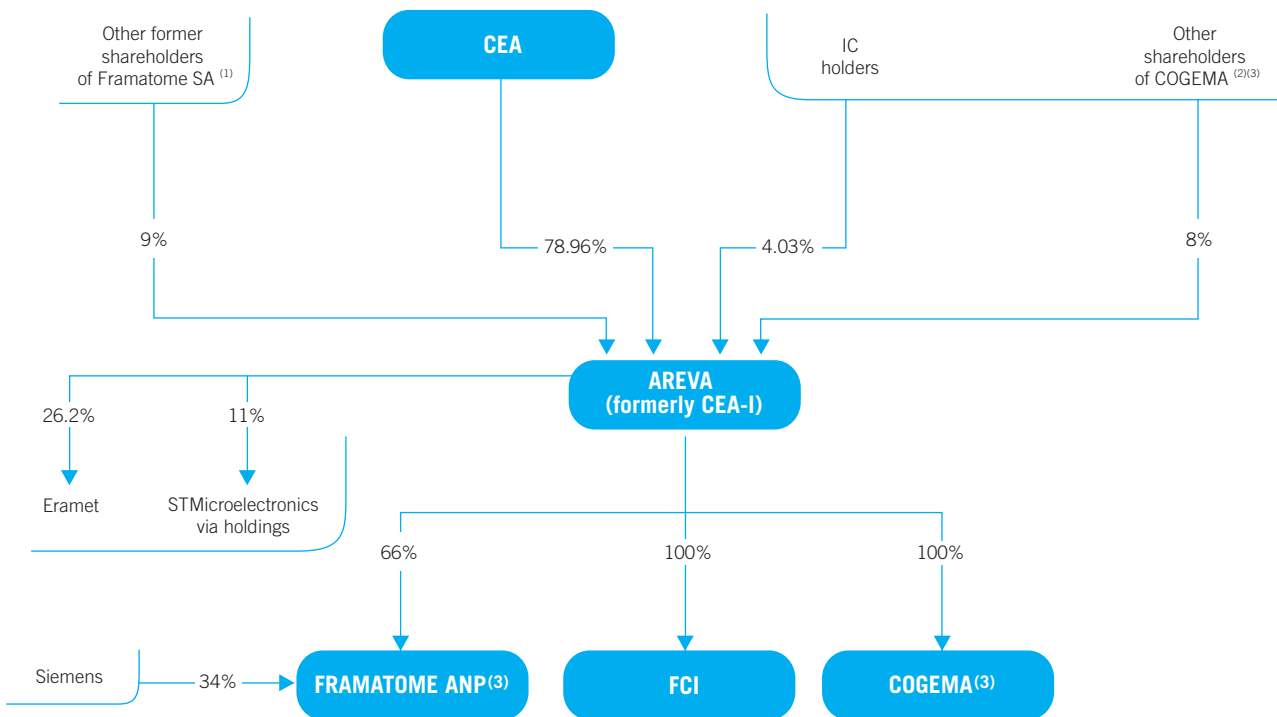 Other former
shareholders
of Framatome SA (1)
CEA
IC
holders
Other
shareholders
of COGEMA (2)(3)
9%
78.96%
4.03%
8%
AREVA
(formerly CEA-I)
26.2%
11%
Eramet
STMicroelectronics
via holdings
66%
100%
100%
Siemens
34%
FRAMATOME ANP(3)
FCI
COGEMA(3)